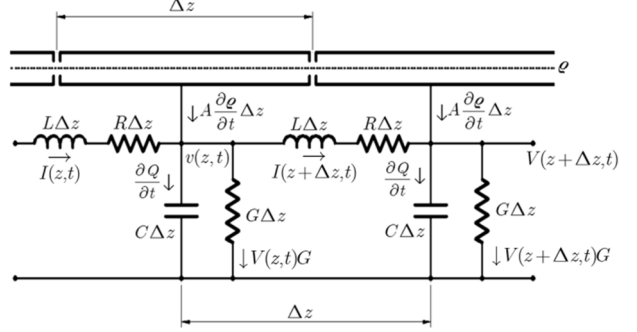 Δz
ϱ
↓A ∂ϱ/∂t Δz
↓A ∂ϱ/∂t Δz
LΔz
RΔz
LΔz
RΔz
I(z,t)
v(z,t)
I(z+Δz,t)
V(z+Δz,t)
∂Q/∂t ↓
∂Q/∂t ↓
CΔz
GΔz
CΔz
GΔz
↓V(z,t)G
↓V(z+Δz,t)G
Δz